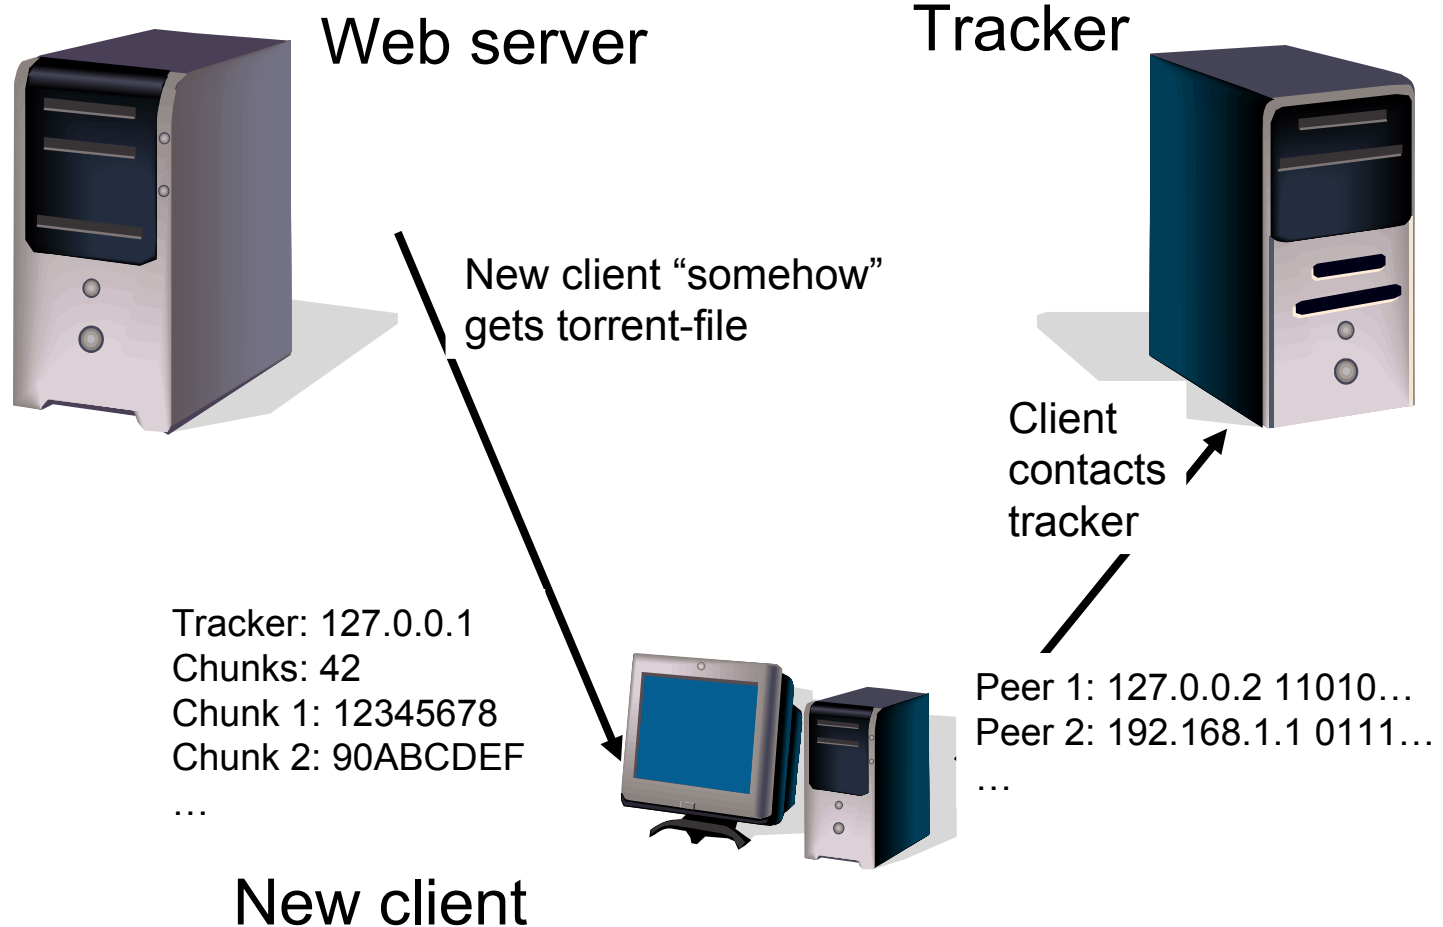 Web server
Tracker
New client “somehow”
gets torrent-file
Client
contacts
tracker
Tracker: 127.0.0.1
Chunks: 42
Chunk 1: 12345678
Chunk 2: 90ABCDEF
…
Peer 1: 127.0.0.2 11010…
Peer 2: 192.168.1.1 0111…
…
New client